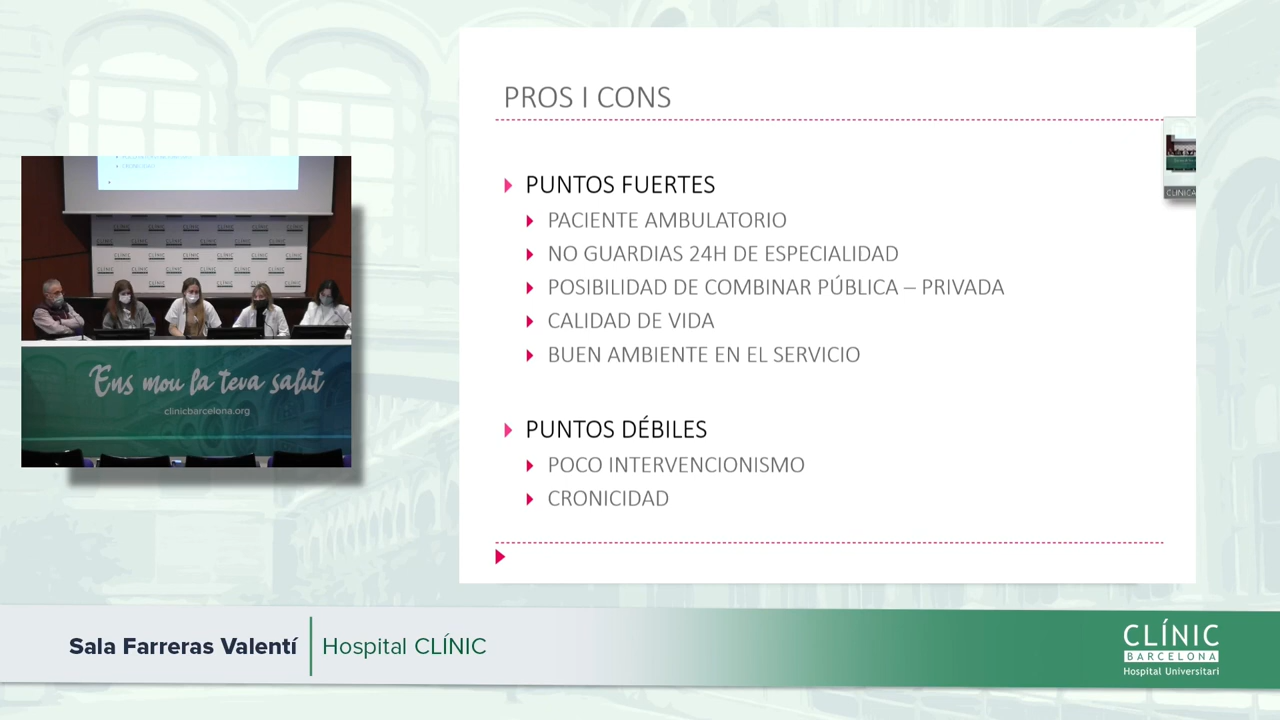 PROS I CONS
PUNTOS FUERTES
PACIENTE AMBULATORIO
NO GUARDIAS 24H DE ESPECIALIDAD
POSIBILIDAD DE COMBINAR PÚBLICA – PRIVADA
CALIDAD DE VIDA
BUEN AMBIENTE EN EL SERVICIO
PUNTOS DÉBILES
POCO INTERVENCIONISMO
CRONICIDAD
CLINICA
Ens mou la teva salut
clinicbarcelona.org
Sala Farreras Valentí
Hospital CLÍNIC
CLÍNIC
BARCELONA
Hospital Universitari